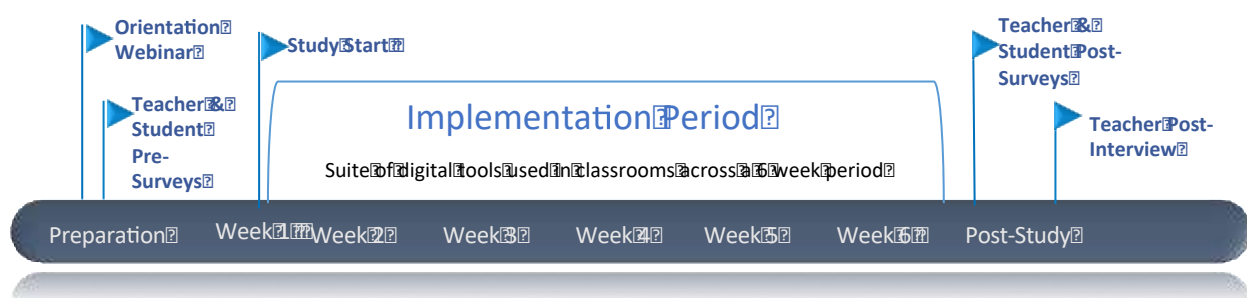 Orientation
Webinar
Study Start
Teacher &
Student
Pre-
Surveys
Implementation Period
Suite of digital tools used in classrooms across a 6 week period
Teacher &
Student Post-
Surveys
Teacher Post-
Interview
Preparation Week 1 Week 2 Week 3 Week 4 Week 5 Week 6 Post-Study